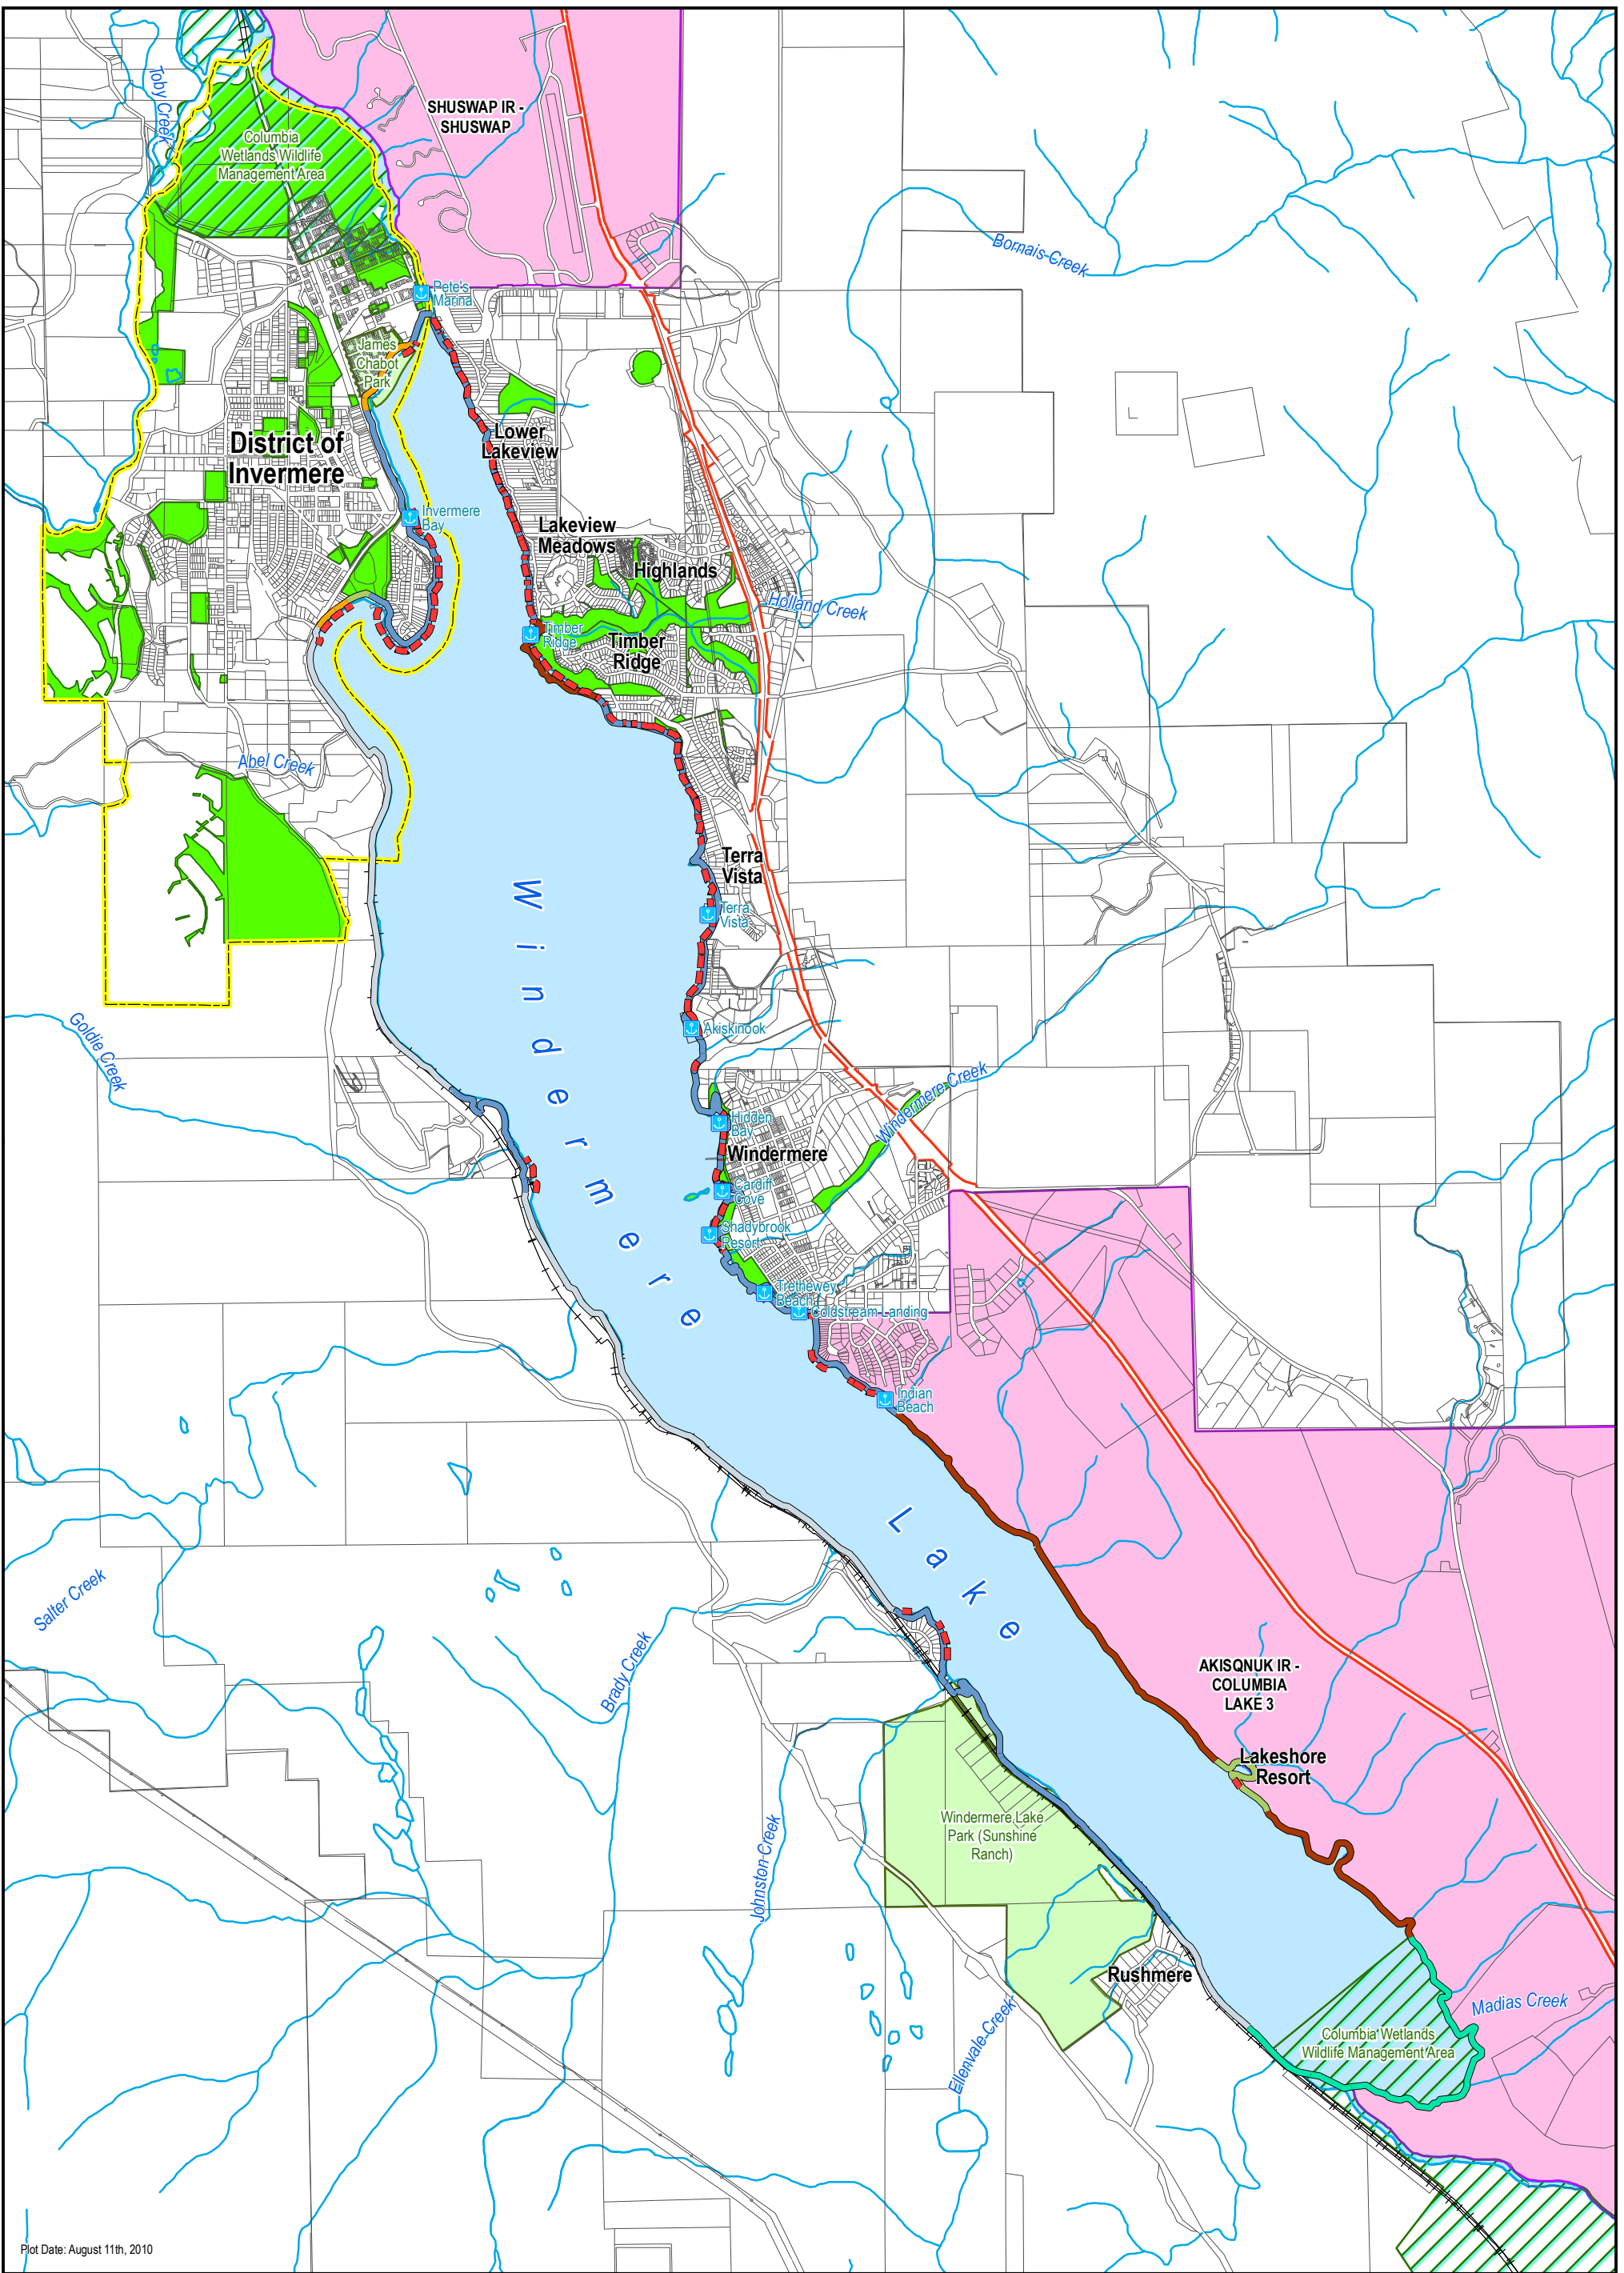 Toby Creek
SHUSWAP IR -
SHUSWAP
Columbia
Wetlands Wildlife
Management Area
Bornais Creek
Pete's
Marina
James
Chabot
Park
District of
Invermere
Lower
Lakeview
Invermere
Bay
Lakeview
Meadows
Highlands
Holland Creek
Timber
Ridge
Timber
Ridge
Abel Creek
Terra
Vista
Terra
Vista
Windermere
Lake
Akiskinook
Goldie Creek
Windermere Creek
Hidden
Bay
Windermere
Cardiff
Cove
Shadybrook
Resort
Trethewey
Beach
Coldstream Landing
Indian
Beach
Salter Creek
Brady Creek
AKISQNUK IR -
COLUMBIA
LAKE 3
Lakeshore
Resort
Windermere Lake
Park (Sunshine
Ranch)
Johnston Creek
Rushmere
Ellenvale Creek
Madias Creek
Columbia Wetlands
Wildlife Management Area
Plot Date: August 11th, 2010